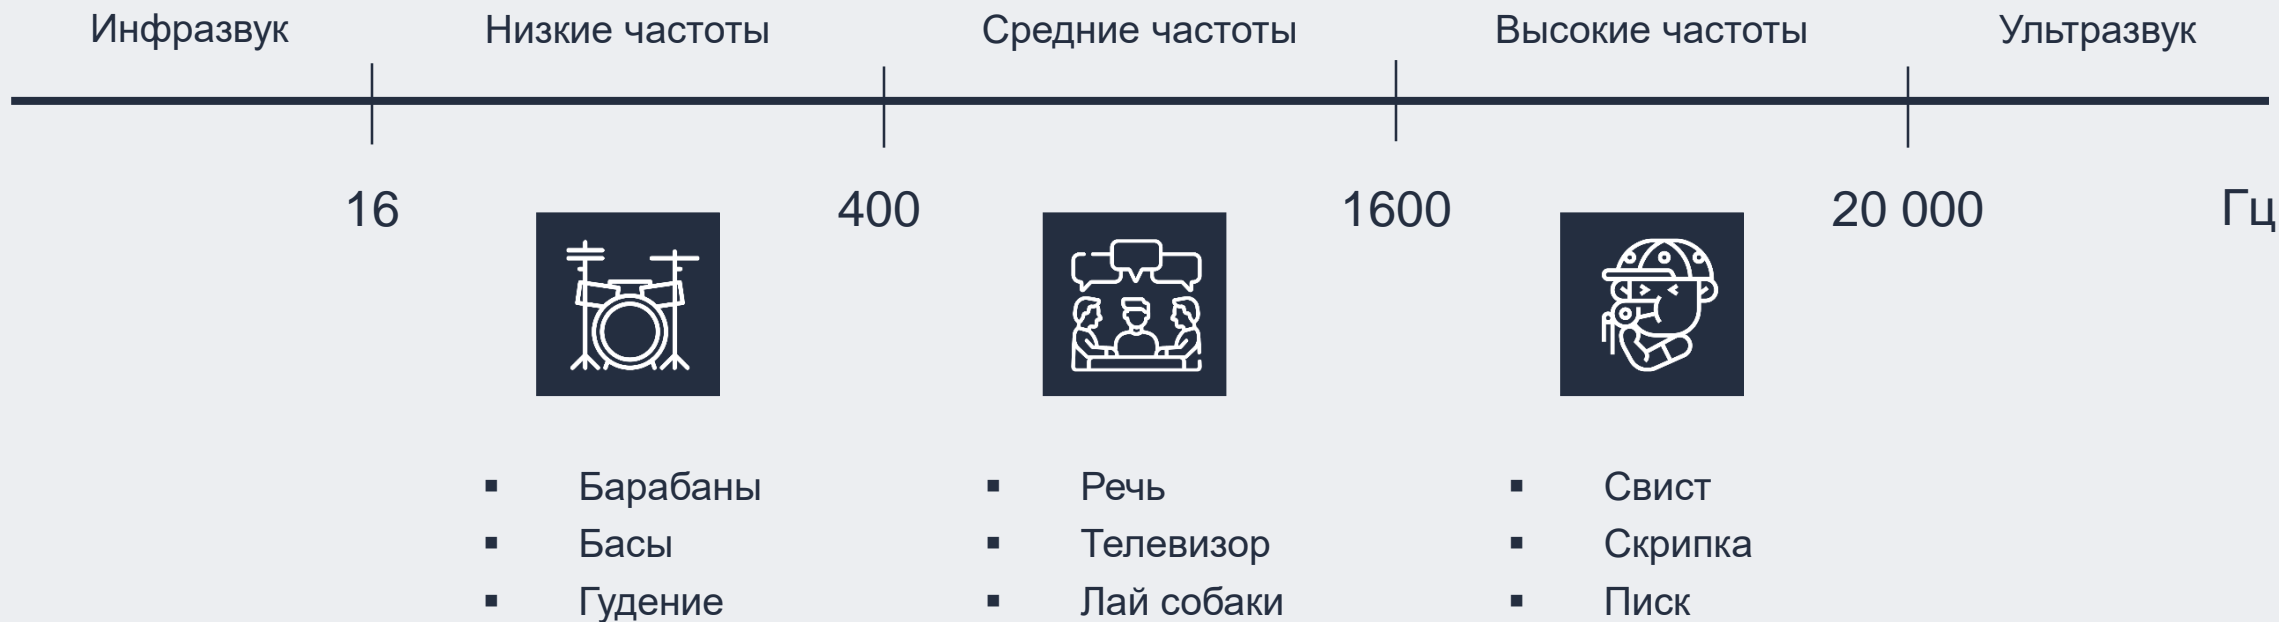 Инфразвук Низкие частоты Средние частоты Высокие частоты Ультразвук
16 400 1600 20 000 Гц
▪ Барабаны ▪ Речь ▪ Свист
▪ Басы ▪ Телевизор ▪ Скрипка
▪ Гудение ▪ Лай собаки ▪ Писк